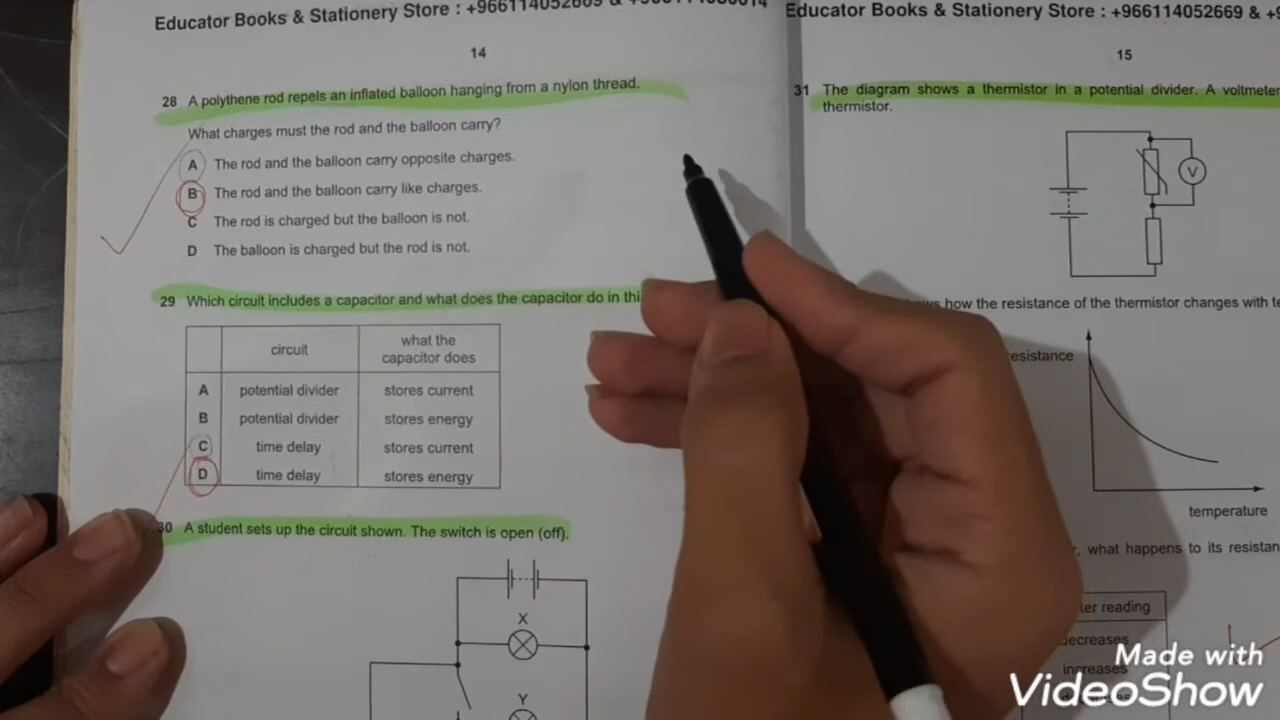 Educator Books & Stationery Store : +966114052669 &
14
28 A polythene rod repels an inflated balloon hanging from a nylon thread.
What charges must the rod and the balloon carry?
A The rod and the balloon carry opposite charges.
B The rod and the balloon carry like charges.
C The rod is charged but the balloon is not.
D The balloon is charged but the rod is not.
29 Which circuit includes a capacitor and what does the capacitor do in
circuit
what the
capacitor does
A potential divider stores current
B potential divider stores energy
C time delay stores current
D time delay stores energy
30 A student sets up the circuit shown. The switch is open (off).
X
Y
Educator Books & Stationery Store : +966114052669 &
15
31 The diagram shows a thermistor in a potential divider. A voltmeter
thermistor.
V
how the resistance of the thermistor changes with
resistance
temperature
what happens to its
reading
decreases
increases
Made with
VideoShow